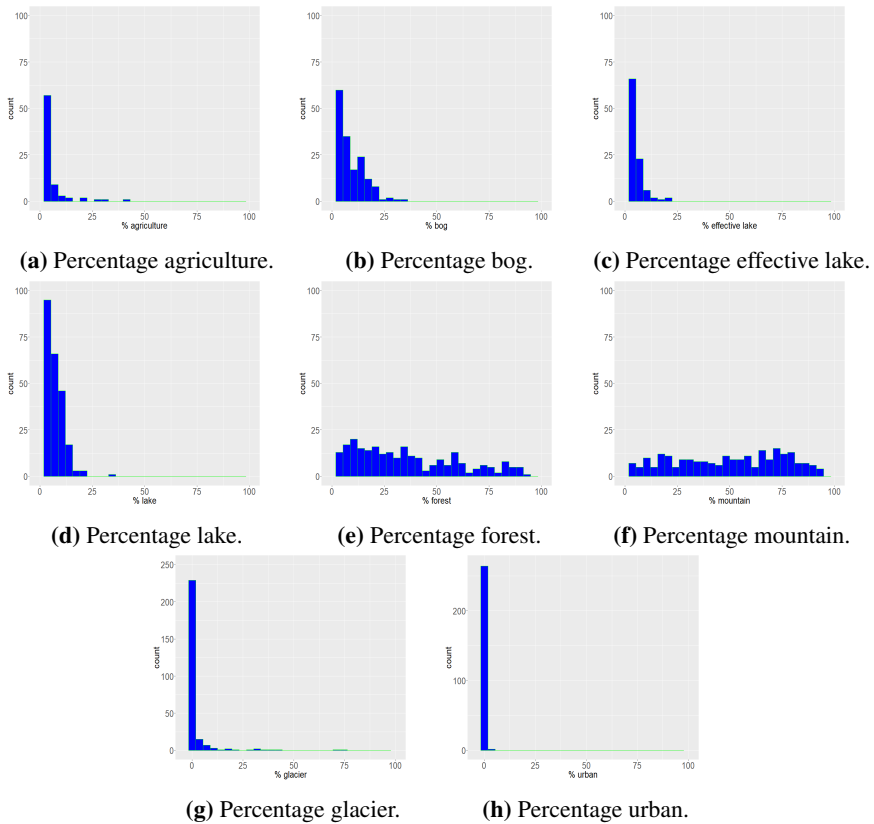 100
75
50
25
0
count
0 25 50 75 100
% agriculture
100
75
50
25
0
count
0 25 50 75 100
% bog
100
75
50
25
0
count
0 25 50 75 100
% effective lake
(a) Percentage agriculture.
(b) Percentage bog.
(c) Percentage effective lake.
100
75
50
25
0
count
0 25 50 75 100
% lake
100
75
50
25
0
count
0 25 50 75 100
% forest
100
75
50
25
0
count
0 25 50 75 100
% mountain
(d) Percentage lake.
(e) Percentage forest.
(f) Percentage mountain.
250
200
150
100
50
0
count
0 25 50 75 100
% glacier
200
100
0
count
0 25 50 75 100
% urban
(g) Percentage glacier.
(h) Percentage urban.